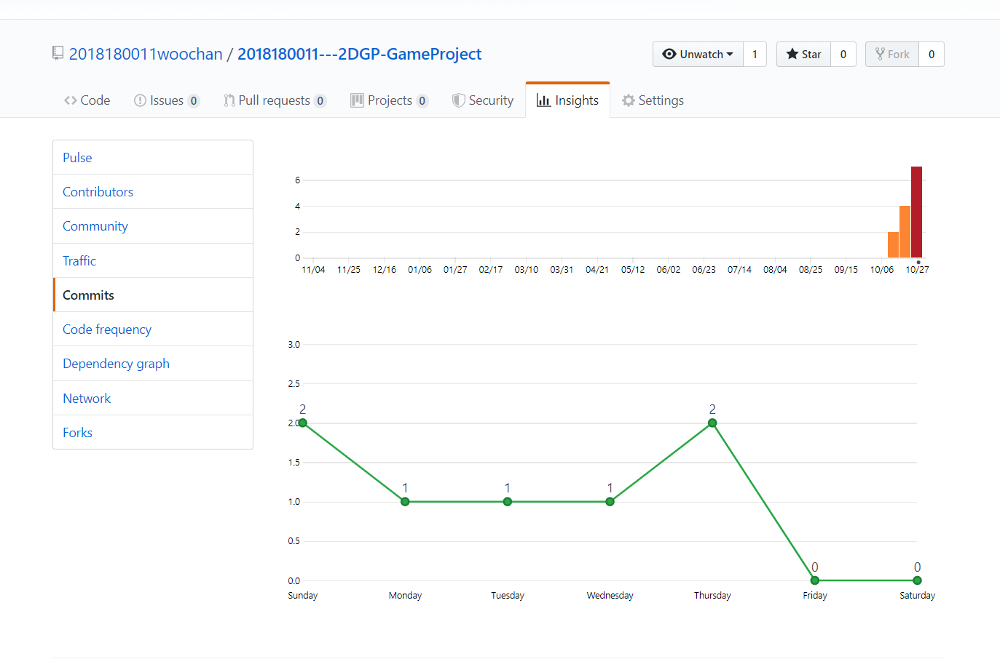 2018180011woochan / 2018180011---2DGP-GameProject
Unwatch 1 Star 0 Fork 0
Code Issues 0 Pull requests 0 Projects 0 Security Insights Settings
Pulse
Contributors
Community
Traffic
Commits
Code frequency
Dependency graph
Network
Forks
6
4
2
0
11/04 11/25 12/16 01/06 01/27 02/17 03/10 03/31 04/21 05/12 06/02 06/23 07/14 08/04 08/25 09/15 10/06 10/27
3.0
2.5
2 2
2.0
1.5
1 1 1
1.0
0.5
0 0
0.0
Sunday Monday Tuesday Wednesday Thursday Friday Saturday